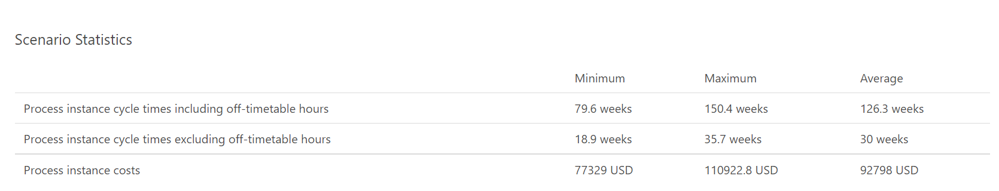 Scenario Statistics
Minimum Maximum Average
Process instance cycle times including off-timetable hours 79.6 weeks 150.4 weeks 126.3 weeks
Process instance cycle times excluding off-timetable hours 18.9 weeks 35.7 weeks 30 weeks
Process instance costs 77329 USD 110922.8 USD 92798 USD